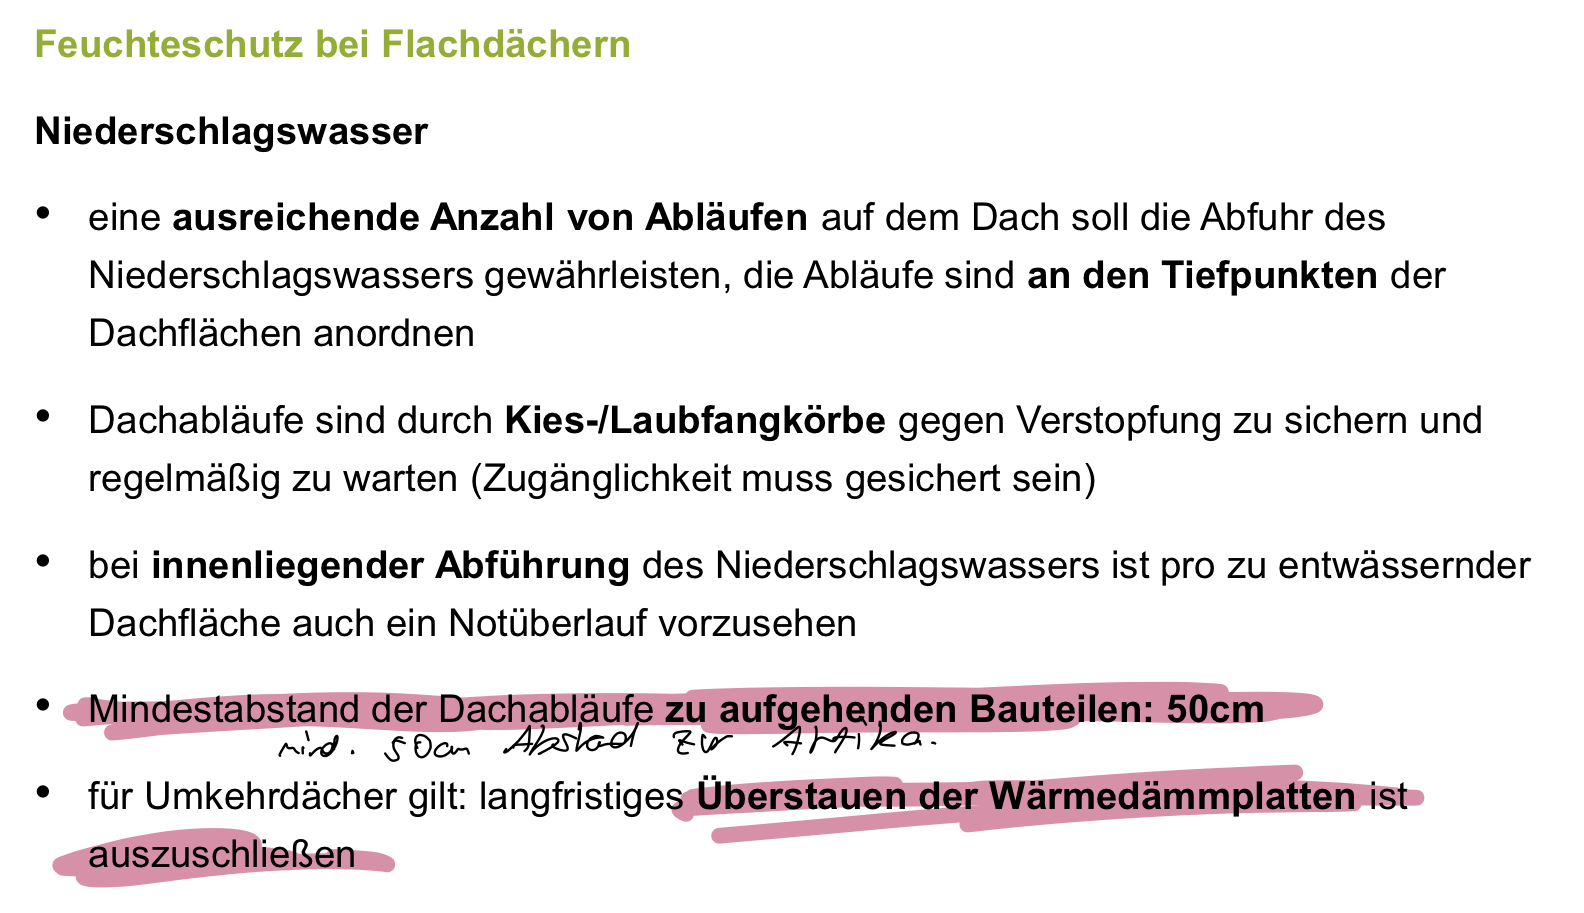 Feuchteschutz bei Flachdächern
Niederschlagswasser
• eine ausreichende Anzahl von Abläufen auf dem Dach soll die Abfuhr des
Niederschlagswassers gewährleisten, die Abläufe sind an den Tiefpunkten der
Dachflächen anordnen
• Dachabläufe sind durch Kies-/Laubfangkörbe gegen Verstopfung zu sichern und
regelmäßig zu warten (Zugänglichkeit muss gesichert sein)
• bei innenliegender Abführung des Niederschlagswassers ist pro zu entwässernder
Dachfläche auch ein Notüberlauf vorzusehen
• Mindestabstand der Dachabläufe zu aufgehenden Bauteilen: 50cm
mind. 50cm Abstand zur Attika.
• für Umkehrdächer gilt: langfristiges Überstauen der Wärmedämmplatten ist
auszuschließen